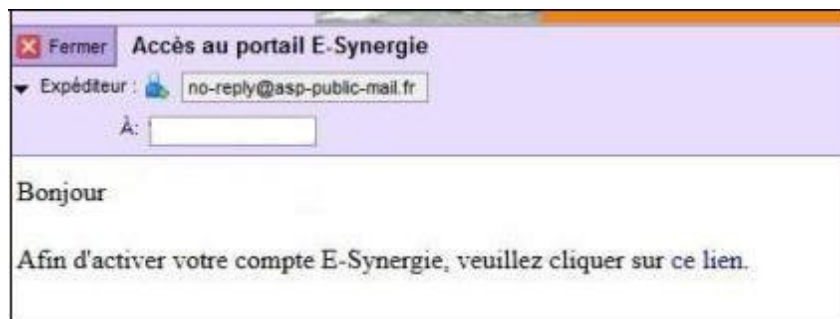 Fermer Accès au portail E-Synergie
Expéditeur : no-reply@asp-public-mail.fr
À:
Bonjour
Afin d'activer votre compte E-Synergie, veuillez cliquer sur ce lien.